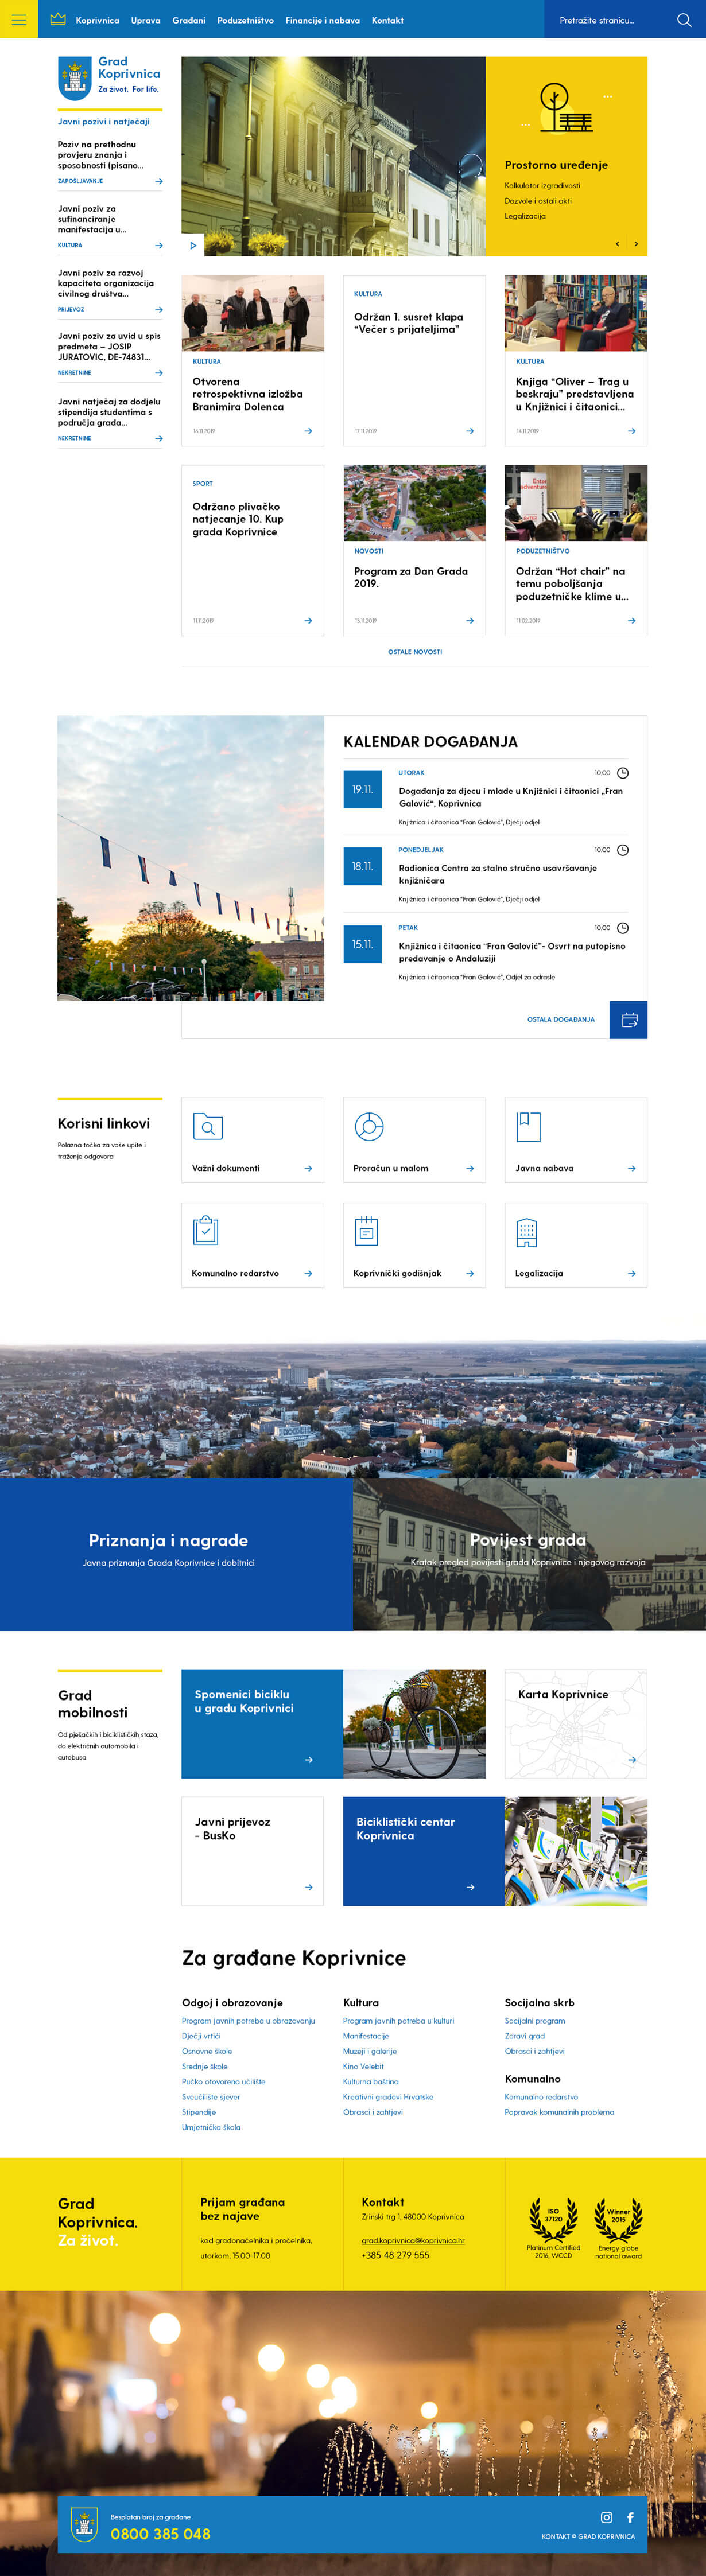 Koprivnica Uprava Građani Poduzetništvo Financije i nabava Kontakt
Pretražite stranicu...
Grad
Koprivnica
Za život. For life.
Javni pozivi i natječaji
Poziv na prethodnu
provjeru znanja i
sposobnosti (pisano...
ZAPOŠLJAVANJE
Javni poziv za
sufinanciranje
manifestacija u...
KULTURA
Javni poziv za razvoj
kapaciteta organizacija
civilnog društva...
PRIJEVOZ
Javni poziv za uvid u spis
predmeta – JOSIP
JURATOVIC, DE-74831...
NEKRETNINE
Javni natječaj za dodjelu
stipendija studentima s
područja grada...
NEKRETNINE
Prostorno uređenje
Kalkulator izgradivosti
Dozvole i ostali akti
Legalizacija
KULTURA
Otvorena
retrospektivna izložba
Branimira Dolenca
16.11.2019
KULTURA
Održan 1. susret klapa
“Večer s prijateljima”
17.11.2019
KULTURA
Knjiga “Oliver – Trag u
beskraju” predstavljena
u Knjižnici i čitaonici...
14.11.2019
SPORT
Održano plivačko
natjecanje 10. Kup
grada Koprivnice
11.11.2019
NOVOSTI
Program za Dan Grada
2019.
13.11.2019
PODUZETNIŠTVO
Održan “Hot chair” na
temu poboljšanja
poduzetničke klime u...
11.02.2019
OSTALE NOVOSTI
KALENDAR DOGAĐANJA
19.11.
UTORAK
10.00
Događanja za djecu i mlade u Knjižnici i čitaonici „Fran
Galović“, Koprivnica
Knjižnica i čitaonica “Fran Galović”, Dječji odjel
18.11.
PONEDJELJAK
10.00
Radionica Centra za stalno stručno usavršavanje
knjižničara
Knjižnica i čitaonica “Fran Galović”, Dječji odjel
15.11.
PETAK
10.00
Knjižnica i čitaonica “Fran Galović”- Osvrt na putopisno
predavanje o Andaluziji
Knjižnica i čitaonica “Fran Galović”, Odjel za odrasle
OSTALA DOGAĐANJA
Korisni linkovi
Polazna točka za vaše upite i
traženje odgovora
Važni dokumenti
Proračun u malom
Javna nabava
Komunalno redarstvo
Koprivnički godišnjak
Legalizacija
Priznanja i nagrade
Javna priznanja Grada Koprivnice i dobitnici
Povijest grada
Kratak pregled povijesti grada Koprivnice i njegovog razvoja
Grad
mobilnosti
Od pješačkih i biciklističkih staza,
do električnih automobila i
autobusa
Spomenici biciklu
u gradu Koprivnici
Karta Koprivnice
Javni prijevoz
- BusKo
Biciklistički centar
Koprivnica
Za građane Koprivnice
Odgoj i obrazovanje
Program javnih potreba u obrazovanju
Dječji vrtići
Osnovne škole
Srednje škole
Pučko otovoreno učilište
Sveučilište sjever
Stipendije
Umjetnička škola
Kultura
Program javnih potreba u kulturi
Manifestacije
Muzeji i galerije
Kino Velebit
Kulturna baština
Kreativni gradovi Hrvatske
Obrasci i zahtjevi
Socijalna skrb
Socijalni program
Zdravi grad
Obrasci i zahtjevi
Komunalno
Komunalno redarstvo
Popravak komunalnih problema
Grad
Koprivnica.
Za život.
Prijam građana
bez najave
kod gradonačelnika i pročelnika,
utorkom, 15.00-17.00
Kontakt
Zrinski trg 1, 48000 Koprivnica
grad.koprivnica@koprivnica.hr
+385 48 279 555
ISO
37120
Platinum Certified
2016, WCCD
Winner
2015
Energy globe
national award
Besplatan broj za građane
0800 385 048
KONTAKT © GRAD KOPRIVNICA